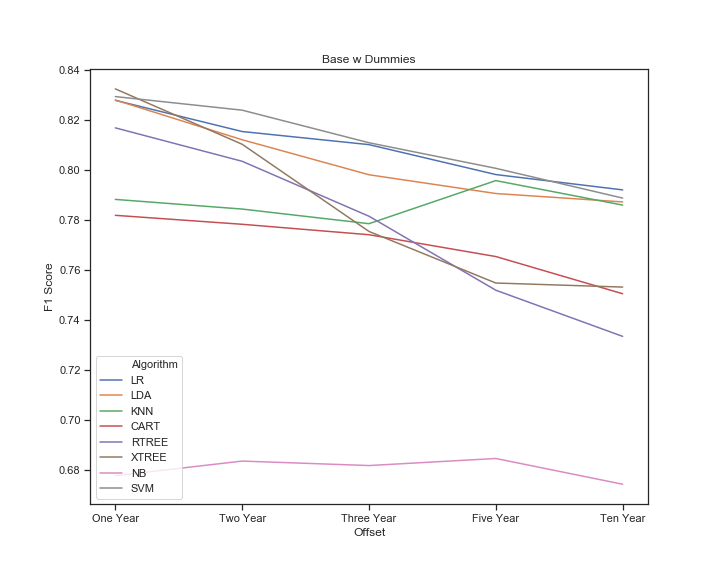 Base w Dummies
F1 Score
0.84
0.82
0.80
0.78
0.76
0.74
0.72
0.70
0.68
Algorithm
LR
LDA
KNN
CART
RTREE
XTREE
NB
SVM
One Year
Two Year
Three Year
Five Year
Ten Year
Offset